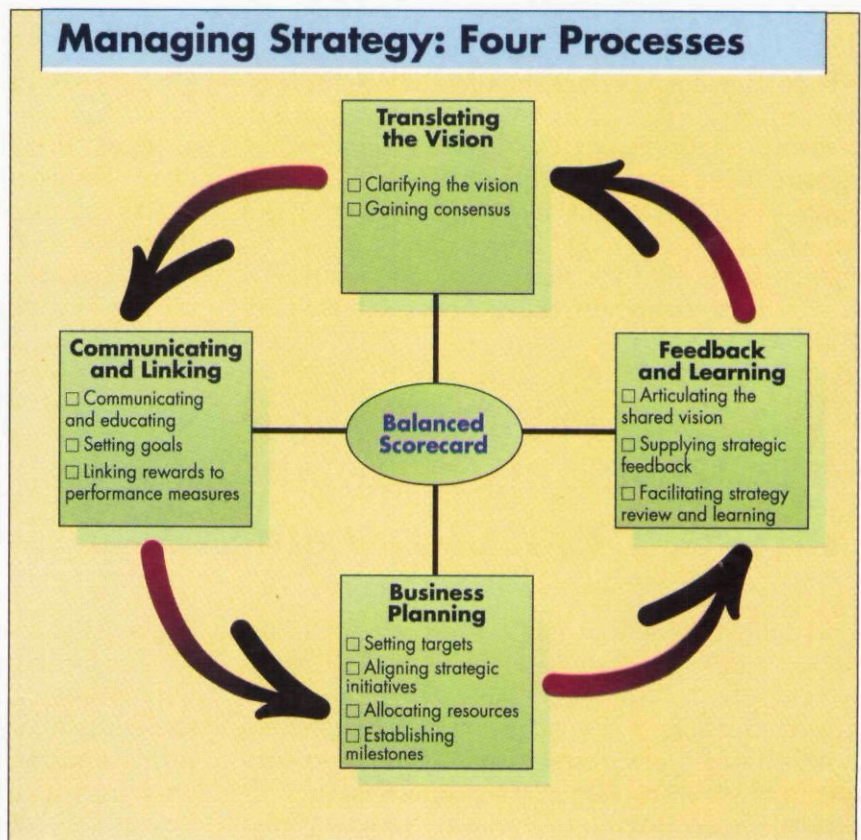 Managing Strategy: Four Processes
Translating
the Vision
□ Clarifying the vision
□ Gaining consensus
Communicating
and Linking
□ Communicating
and educating
□ Setting goals
□ Linking rewards to
performance measures
Balanced
Scorecard
Feedback
and Learning
□ Articulating the
shared vision
□ Supplying strategic
feedback
□ Facilitating strategy
review and learning
Business
Planning
□ Setting targets
□ Aligning strategic
initiatives
□ Allocating resources
□ Establishing
milestones